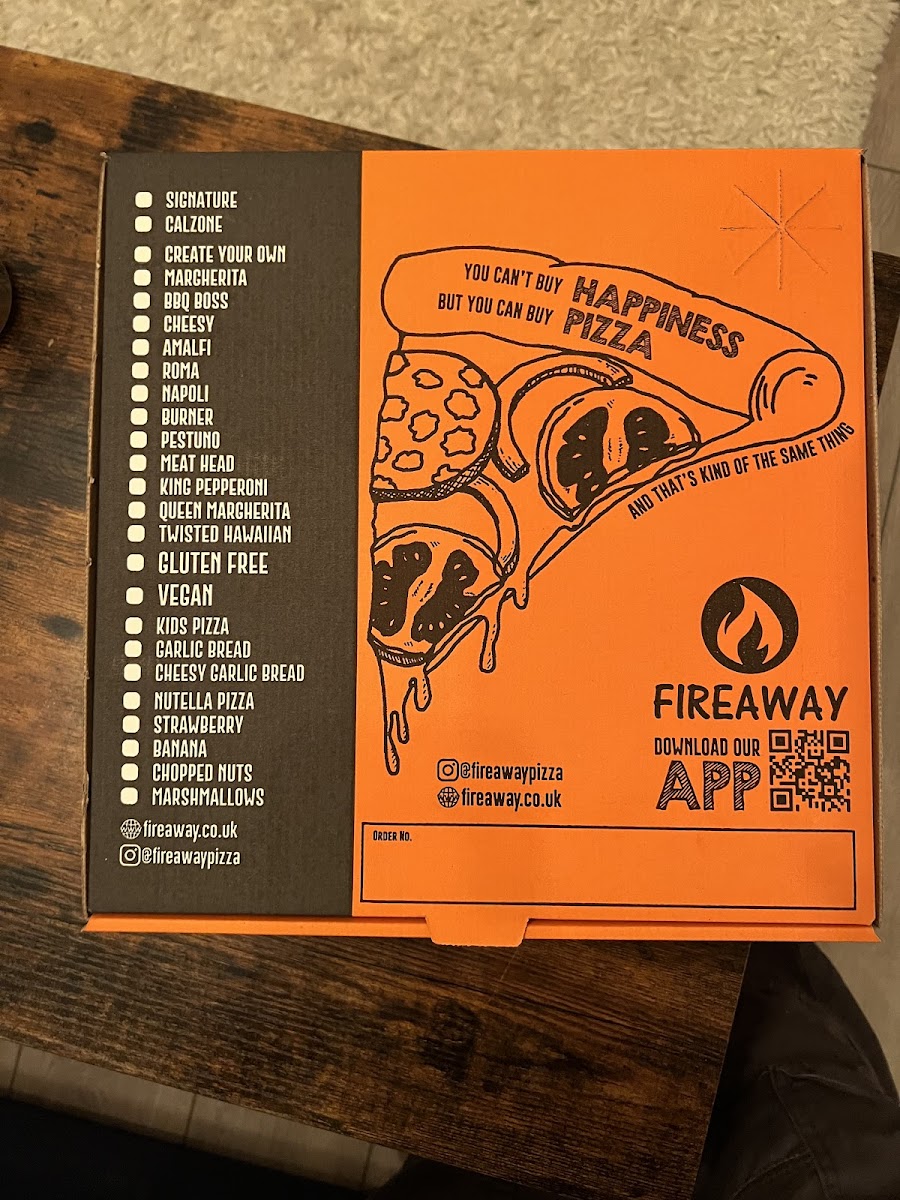 SIGNATURE
CALZONE
CREATE YOUR OWN
MARGHERITA
BBQ BOSS
CHEESY
AMALFI
ROMA
NAPOLI
BURNER
PESTUNO
MEAT HEAD
KING PEPPERONI
QUEEN MARGHERITA
TWISTED HAWAIIAN
GLUTEN FREE
VEGAN
KIDS PIZZA
GARLIC BREAD
CHEESY GARLIC BREAD
NUTELLA PIZZA
STRAWBERRY
BANANA
CHOPPED NUTS
MARSHMALLOWS
fireaway.co.uk
@fireawaypizza
YOU CAN'T BUY HAPPINESS
BUT YOU CAN BUY PIZZA
AND THAT'S KIND OF THE SAME THING
FIREAWAY
DOWNLOAD OUR
APP
@fireawaypizza
fireaway.co.uk
ORDER NO.